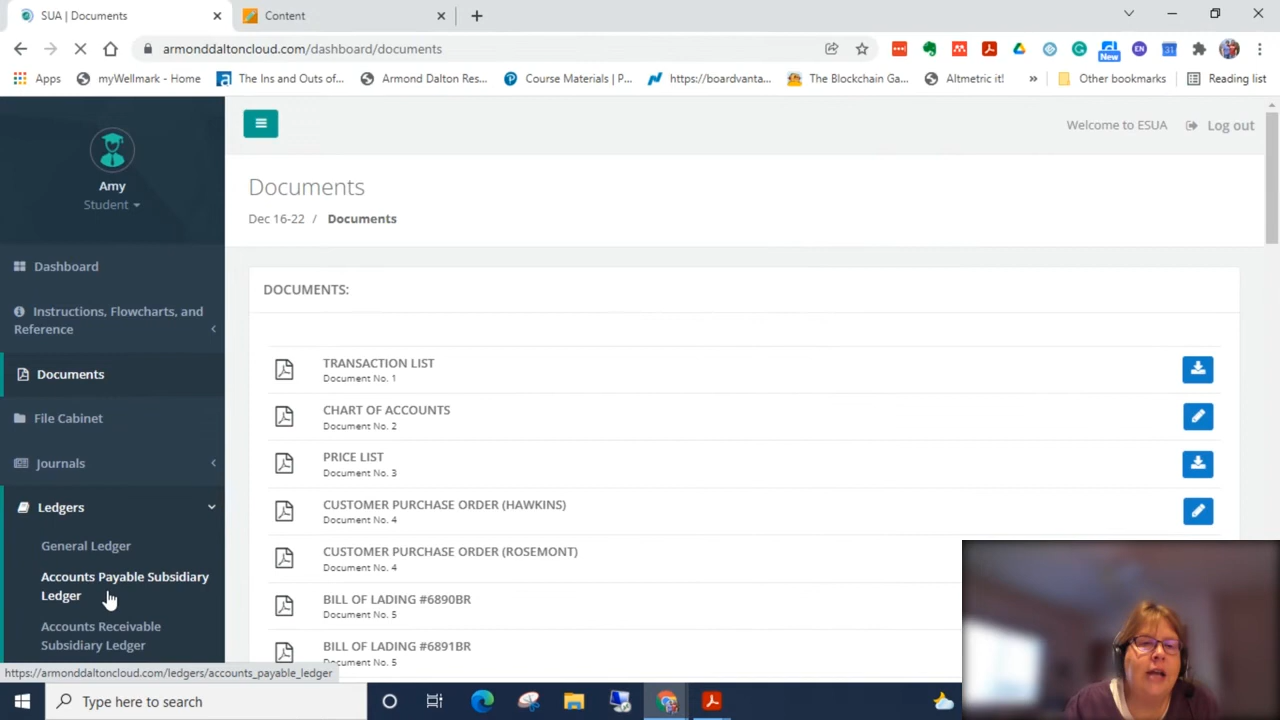 SUA | Documents
Content
armonddaltoncloud.com/dashboard/documents
EN
31
New
Apps
myWellmark - Home
The Ins and Outs of...
Armond Dalton Res...
Course Materials | P...
https://boardvanta...
The Blockchain Ga...
Altmetric it!
»
Other bookmarks
Reading list
Amy
Student
Welcome to ESUA
Log out
Documents
Dec 16-22 / Documents
Dashboard
Instructions, Flowcharts, and
Reference
Documents
File Cabinet
Journals
Ledgers
General Ledger
Accounts Payable Subsidiary
Ledger
Accounts Receivable
Subsidiary Ledger
DOCUMENTS:
TRANSACTION LIST
Document No. 1
CHART OF ACCOUNTS
Document No. 2
PRICE LIST
Document No. 3
CUSTOMER PURCHASE ORDER (HAWKINS)
Document No. 4
CUSTOMER PURCHASE ORDER (ROSEMONT)
Document No. 4
BILL OF LADING #6890BR
Document No. 5
BILL OF LADING #6891BR
Document No. 5
https://armonddaltoncloud.com/ledgers/accounts_payable_ledger
Type here to search